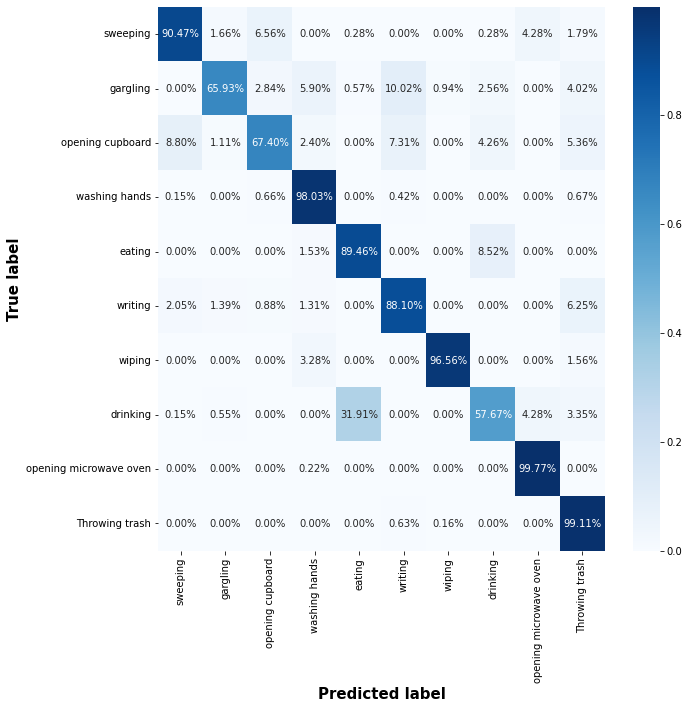 sweeping 90.47% 1.66% 6.56% 0.00% 0.28% 0.00% 0.00% 0.28% 4.28% 1.79%
gargling 0.00% 65.93% 2.84% 5.90% 0.57% 10.02% 0.94% 2.56% 0.00% 4.02%
opening cupboard 8.80% 1.11% 67.40% 2.40% 0.00% 7.31% 0.00% 4.26% 0.00% 5.36%
washing hands 0.15% 0.00% 0.66% 98.03% 0.00% 0.42% 0.00% 0.00% 0.00% 0.67%
eating 0.00% 0.00% 0.00% 1.53% 89.46% 0.00% 0.00% 8.52% 0.00% 0.00%
writing 2.05% 1.39% 0.88% 1.31% 0.00% 88.10% 0.00% 0.00% 0.00% 6.25%
wiping 0.00% 0.00% 0.00% 3.28% 0.00% 0.00% 96.56% 0.00% 0.00% 1.56%
drinking 0.15% 0.55% 0.00% 0.00% 31.91% 0.00% 0.00% 57.67% 4.28% 3.35%
opening microwave oven 0.00% 0.00% 0.00% 0.22% 0.00% 0.00% 0.00% 0.00% 99.77% 0.00%
Throwing trash 0.00% 0.00% 0.00% 0.00% 0.00% 0.63% 0.16% 0.00% 0.00% 99.11%
True label
sweeping
gargling
opening cupboard
washing hands
eating
writing
wiping
drinking
opening microwave oven
Throwing trash
Predicted label
0.8
0.6
0.4
0.2
0.0